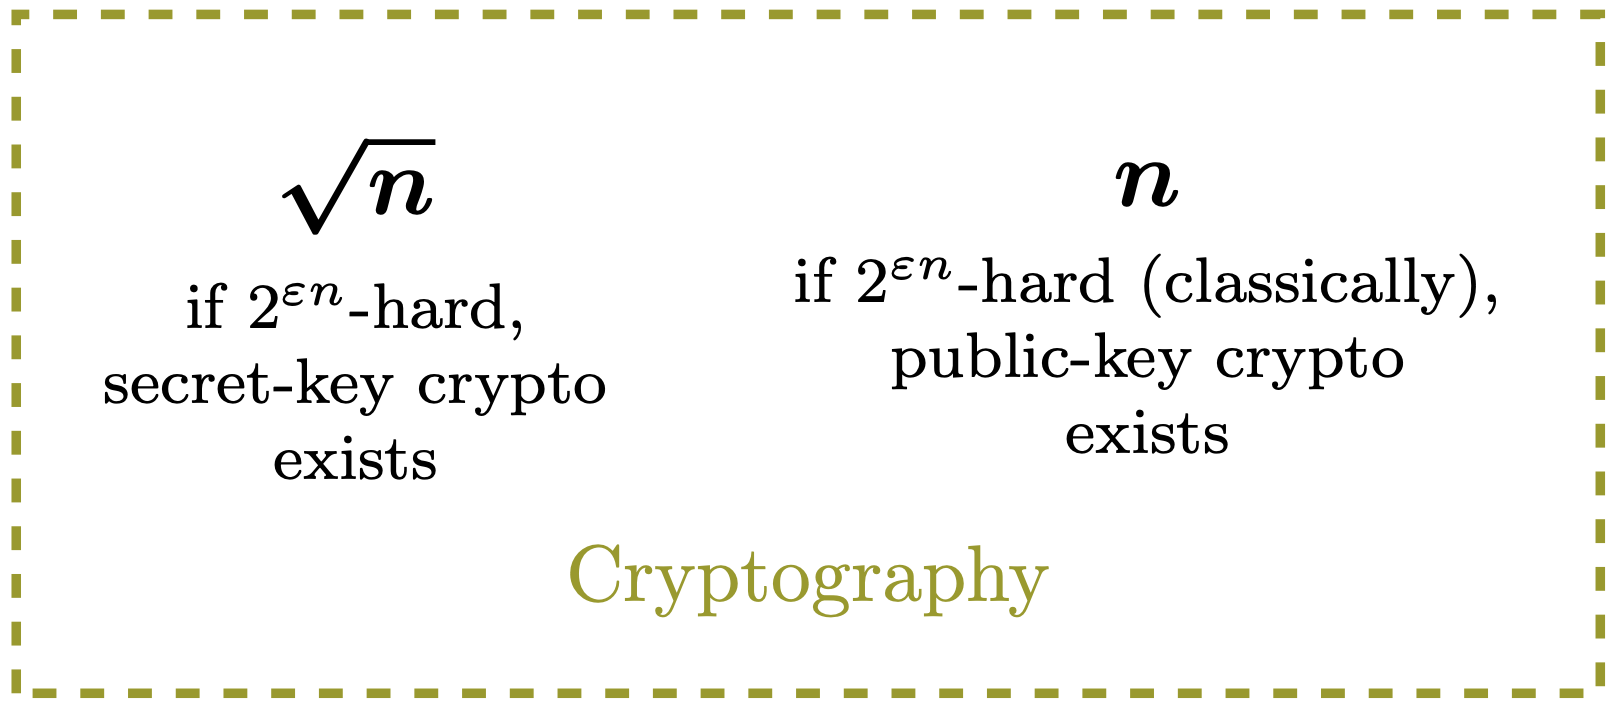 √n
if 2^{εn}-hard,
secret-key crypto
exists
n
if 2^{εn}-hard (classically),
public-key crypto
exists
Cryptography